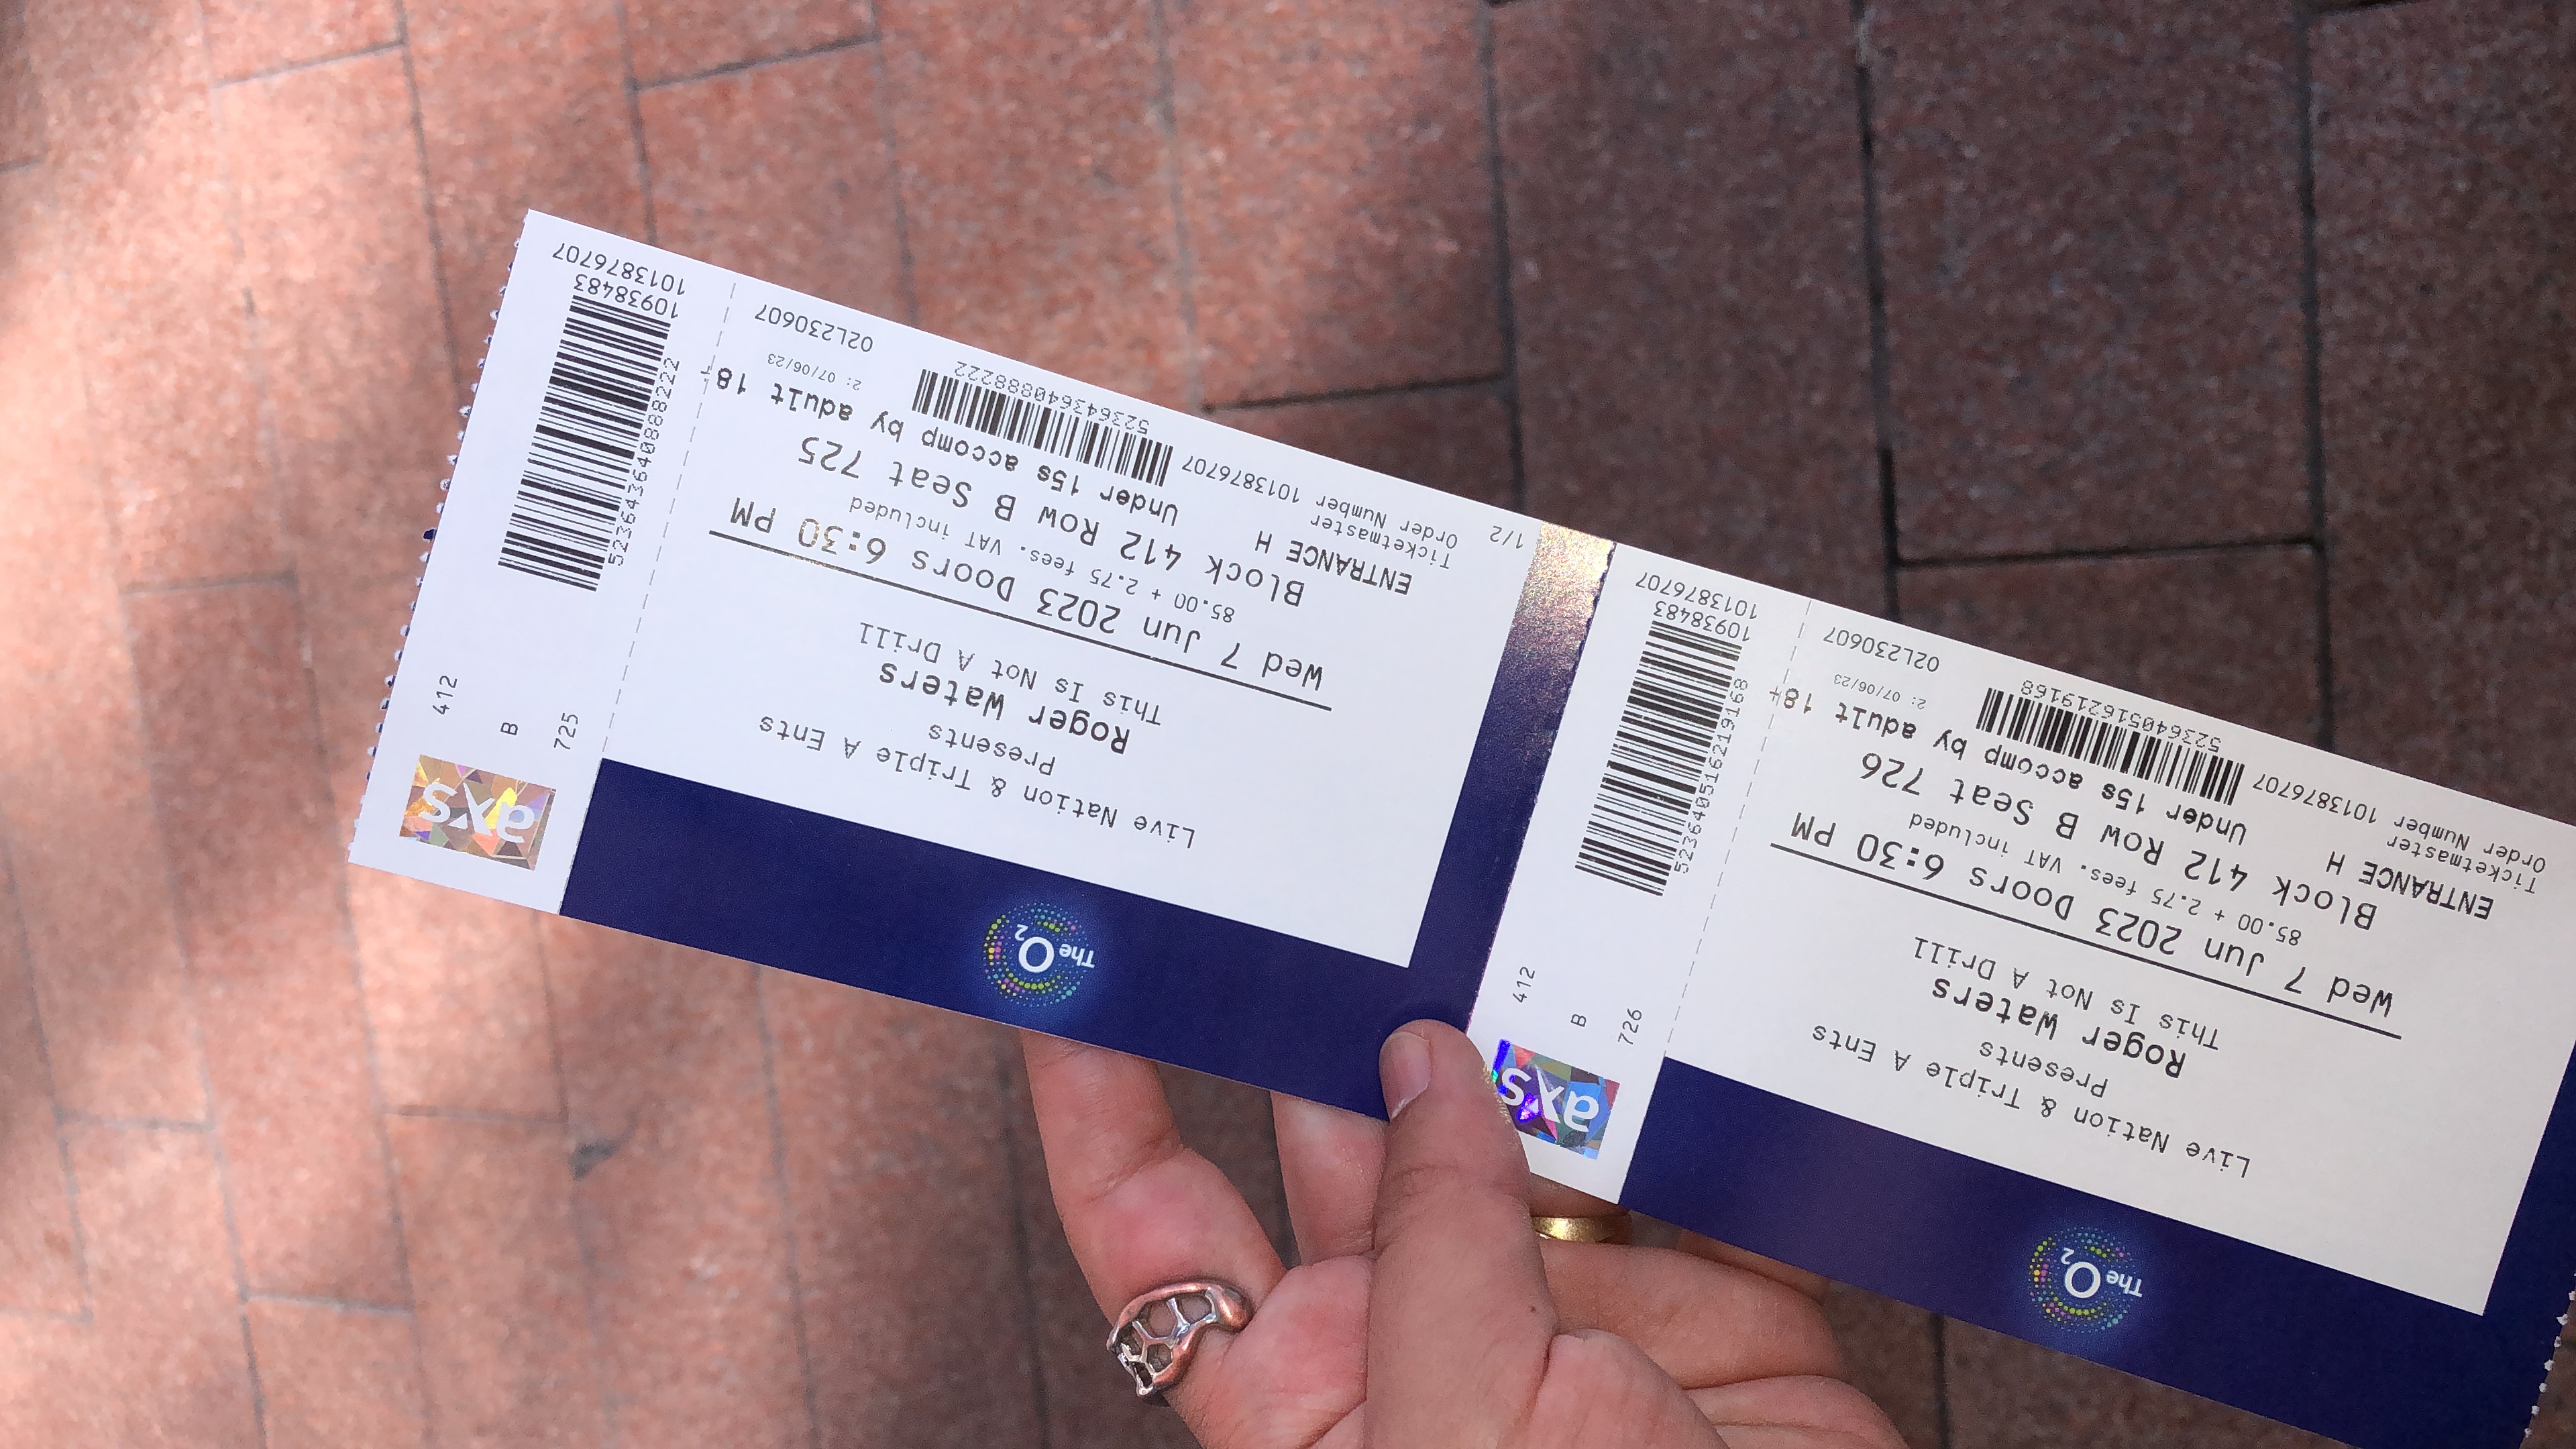 axs
412
B
725
523643640888222
10938483
1013876707
The O2
Live Nation & Triple A Ents
Presents
Roger Waters
This Is Not A Drill
Wed 7 Jun 2023 Doors 6:30 PM
85.00 + 2.75 fees. VAT included
Block 412 Row B Seat 725
ENTRANCE H Under 15s accomp by adult 18+
Ticketmaster
Order Number 1013876707
523643640888222
2: 07/06/23
02L230607
1/2
axs
412
B
726
523640516219168
10938483
1013876707
The O2
Live Nation & Triple A Ents
Presents
Roger Waters
This Is Not A Drill
Wed 7 Jun 2023 Doors 6:30 PM
85.00 + 2.75 fees. VAT included
Block 412 Row B Seat 726
ENTRANCE H Under 15s accomp by adult 18+
Ticketmaster
Order Number 1013876707
523640516219168
2: 07/06/23
02L230607